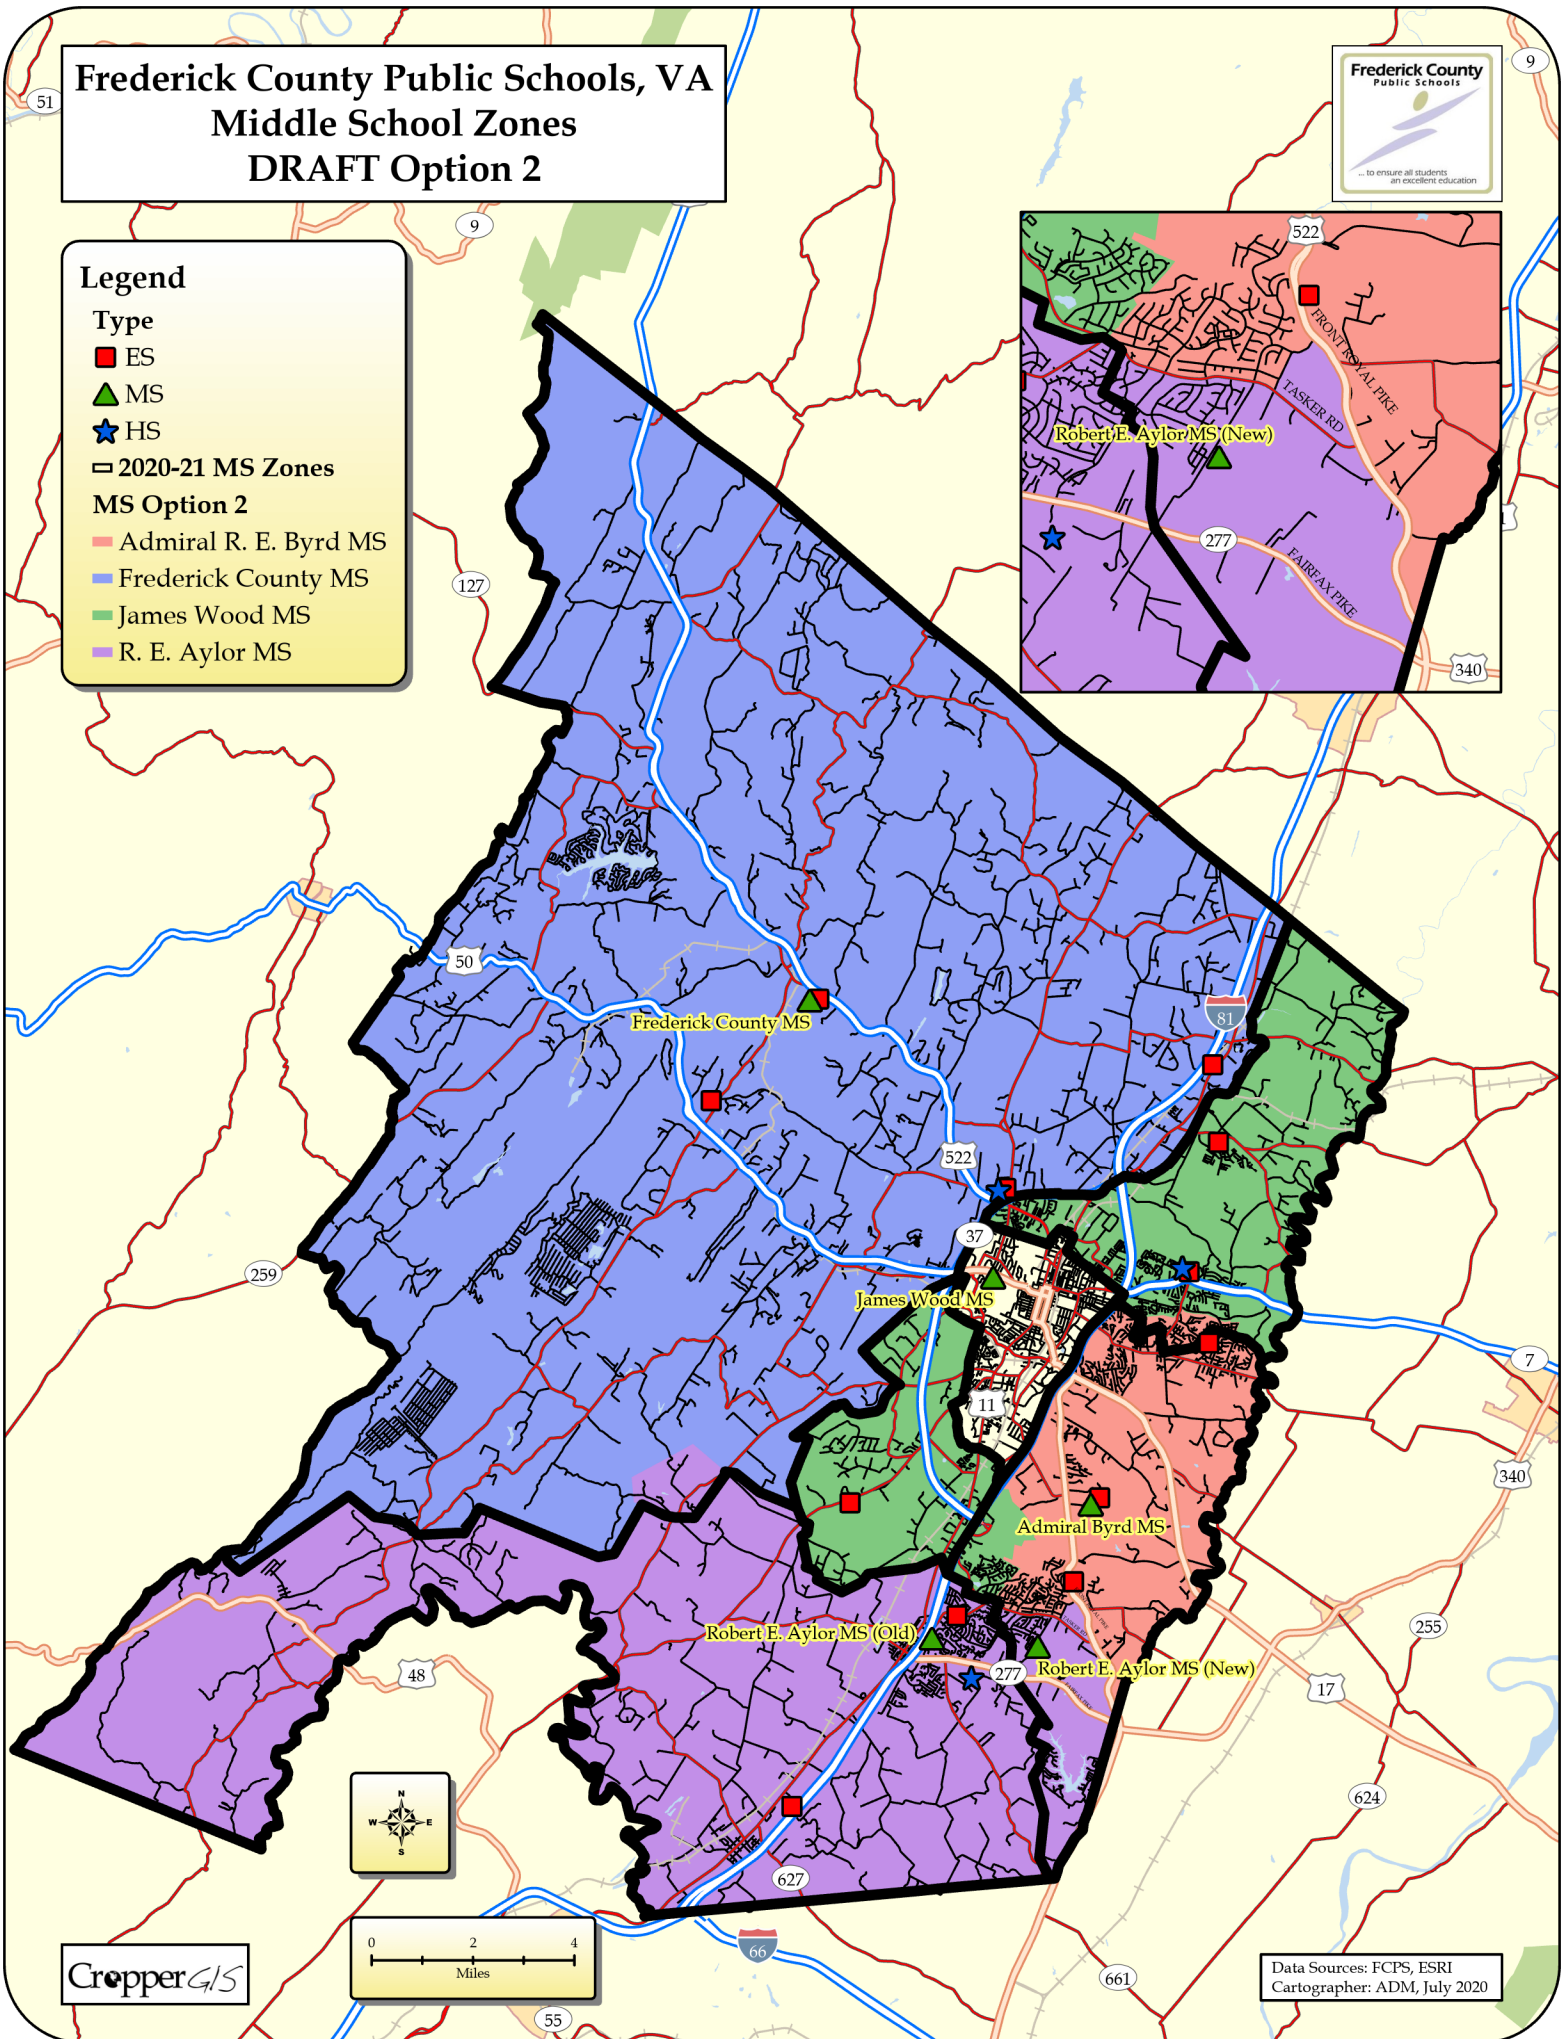 Frederick County Public Schools, VA
Middle School Zones
DRAFT Option 2
Frederick County
Public Schools
... to ensure all students
an excellent education
9
51
9
Legend
Type
ES
MS
HS
2020-21 MS Zones
MS Option 2
Admiral R. E. Byrd MS
Frederick County MS
James Wood MS
R. E. Aylor MS
522
FRONT ROYAL PIKE
TASKER RD
Robert E. Aylor MS (New)
277
FAIRFAX PIKE
340
127
50
Frederick County MS
81
522
37
259
James Wood MS
7
11
340
Admiral Byrd MS
255
Robert E. Aylor MS (Old)
277
Robert E. Aylor MS (New)
FAIRFAX PIKE
48
17
624
N
W
E
S
627
0 2 4
Miles
66
661
55
CropperGIS
Data Sources: FCPS, ESRI
Cartographer: ADM, July 2020